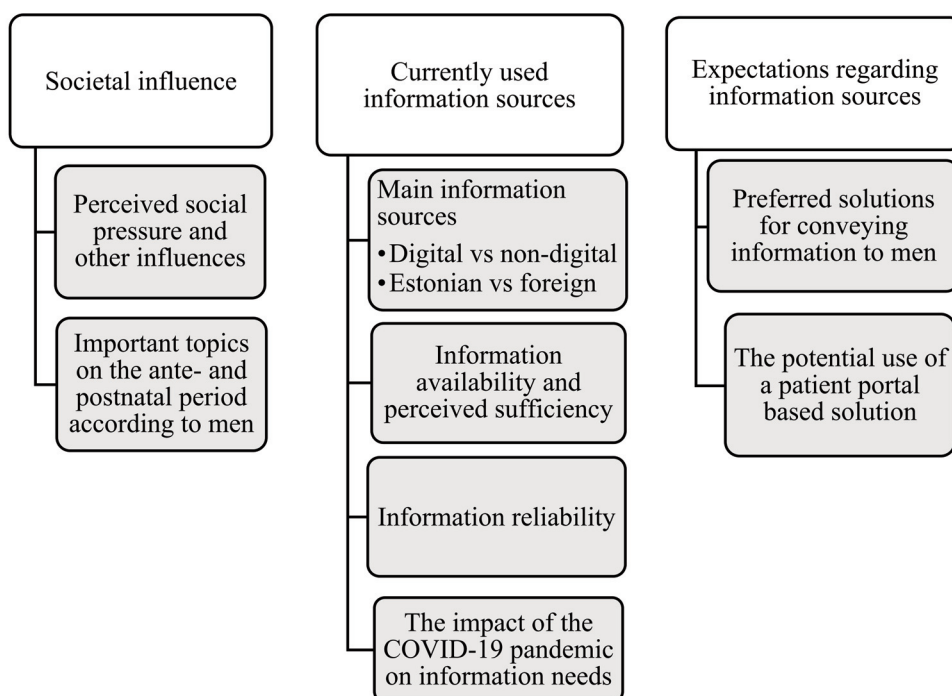 Societal influence
Perceived social
pressure and
other influences
Important topics
on the ante- and
postnatal period
according to men
Currently used
information sources
Main information
sources
•Digital vs non-digital
•Estonian vs foreign
Information
availability and
perceived sufficiency
Information reliability
The impact of the
COVID-19 pandemic
on information needs
Expectations regarding
information sources
Preferred solutions
for conveying
information to men
The potential use of
a patient portal
based solution